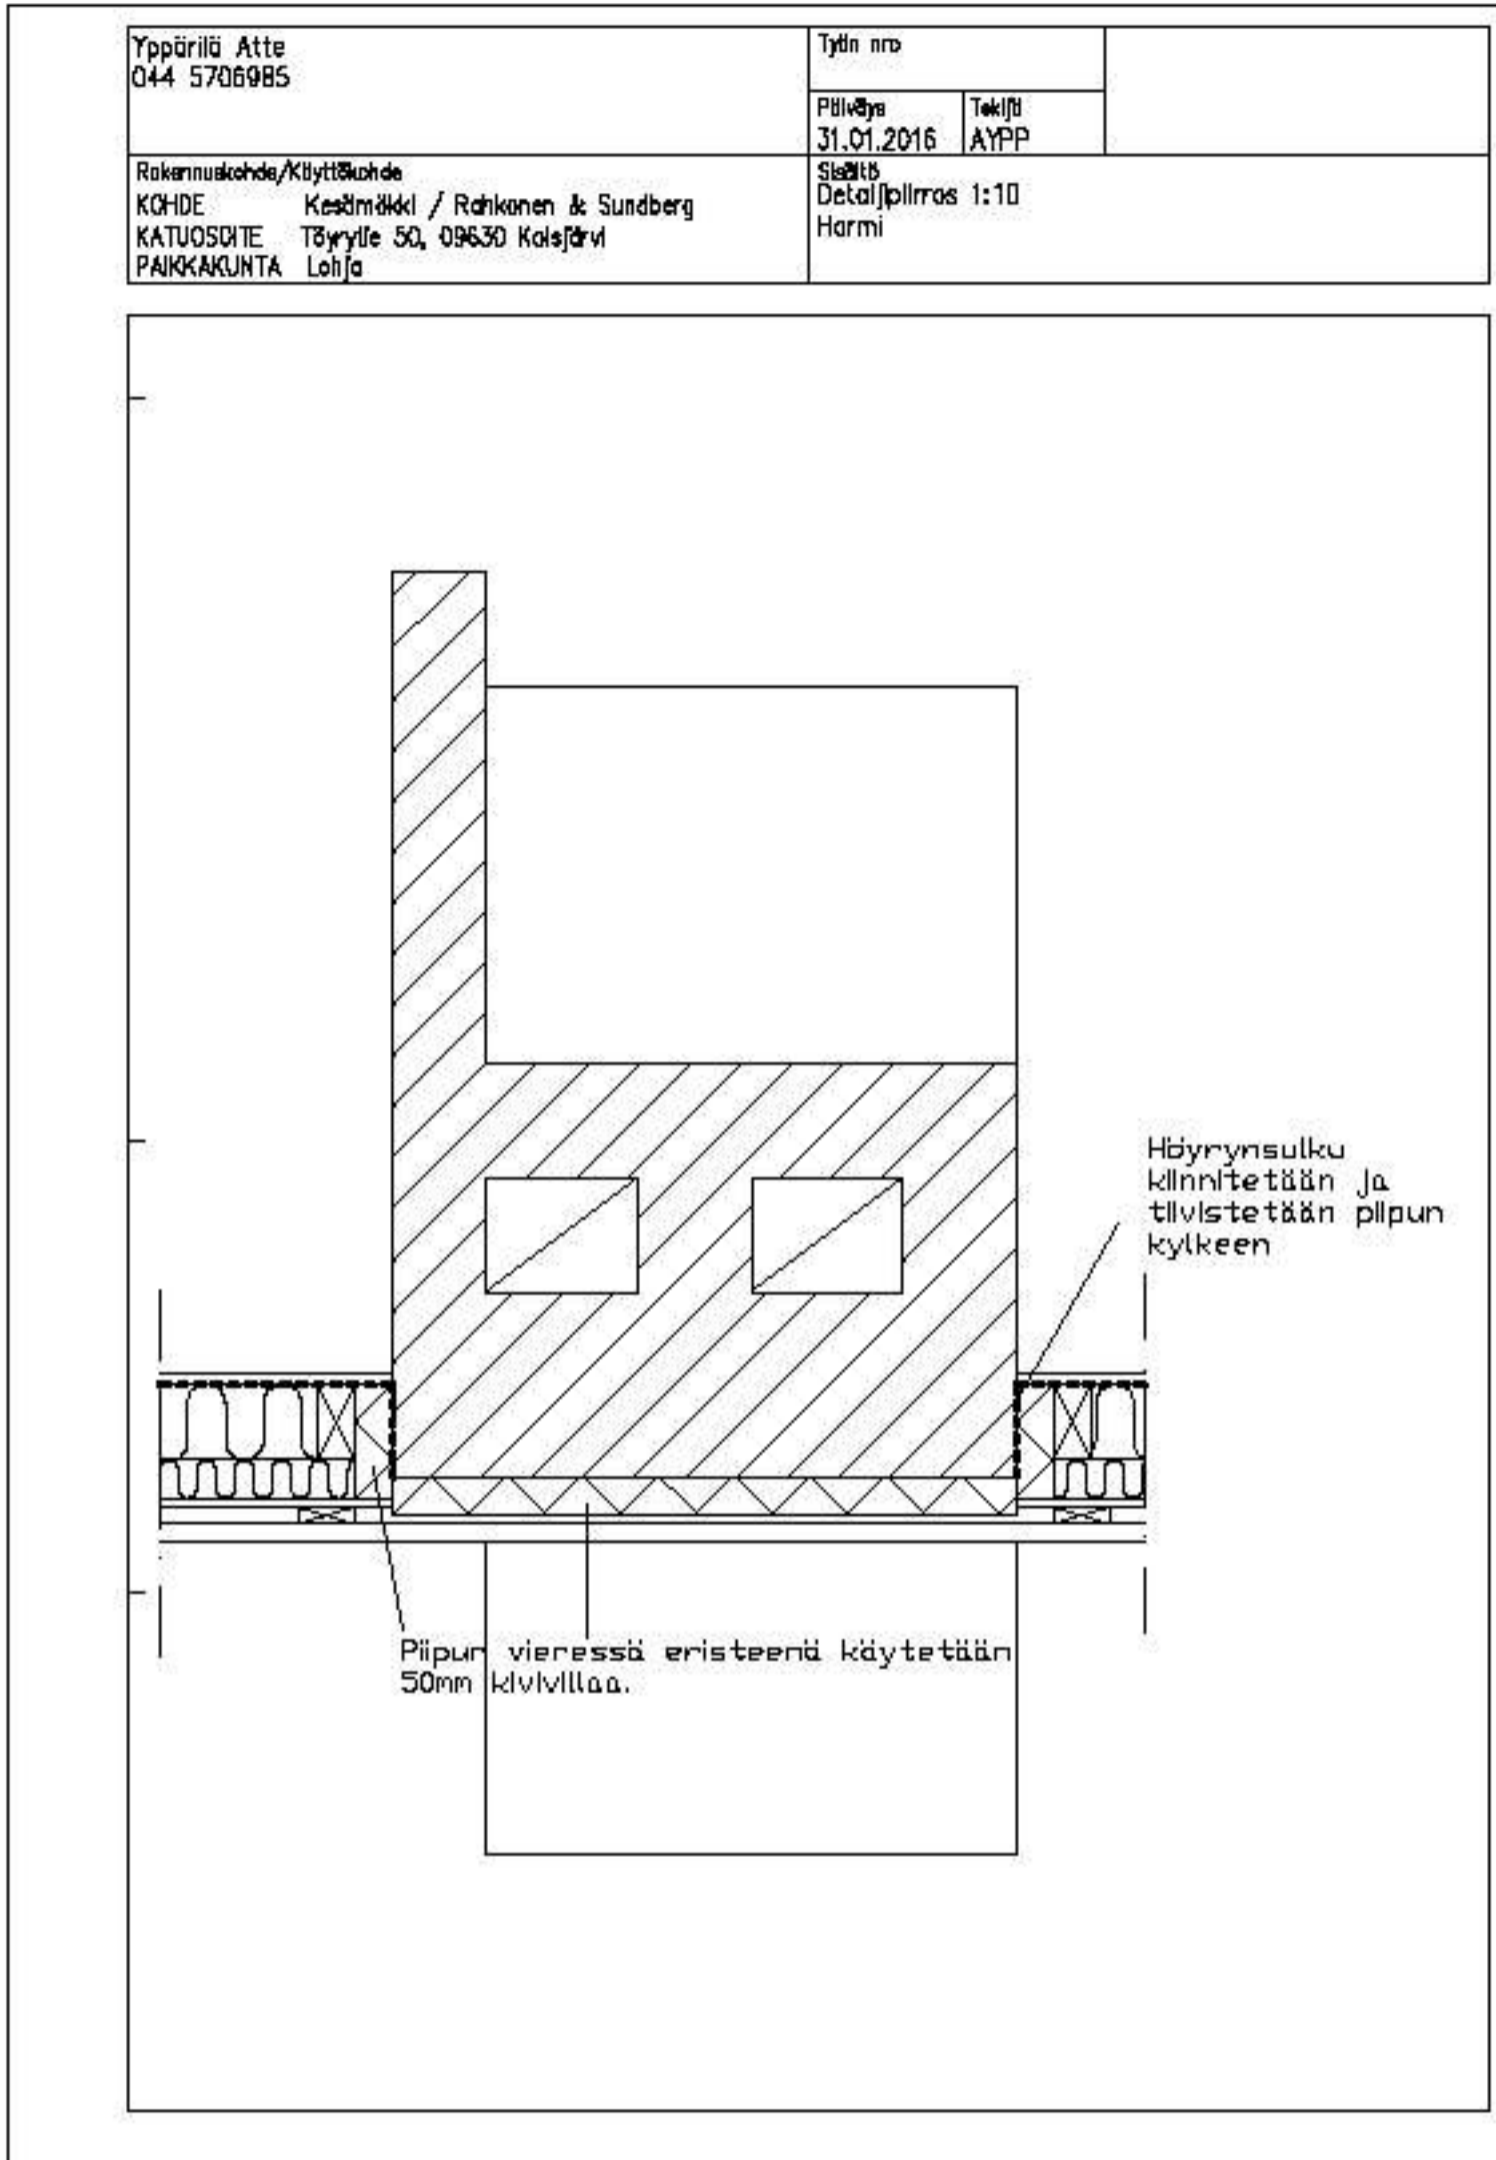 Yppärilä Atte
044 5706985
Työn nro
Päiväys
31.01.2016
Tekijä
AYPP
Rakennuskohde/Käyttökohde
KOHDE Kesämökki / Rahkonen & Sundberg
KATUOSOITE Töyrytie 50, 09630 Koisjärvi
PAIKKAKUNTA Lohja
Sisältö
Detaljipiirros 1:10
Hormi
Höyrynsulku
kiinnitetään ja
tiivistetään piipun
kylkeen
Piipun vieressä eristeenä käytetään
50mm kivivillaa.